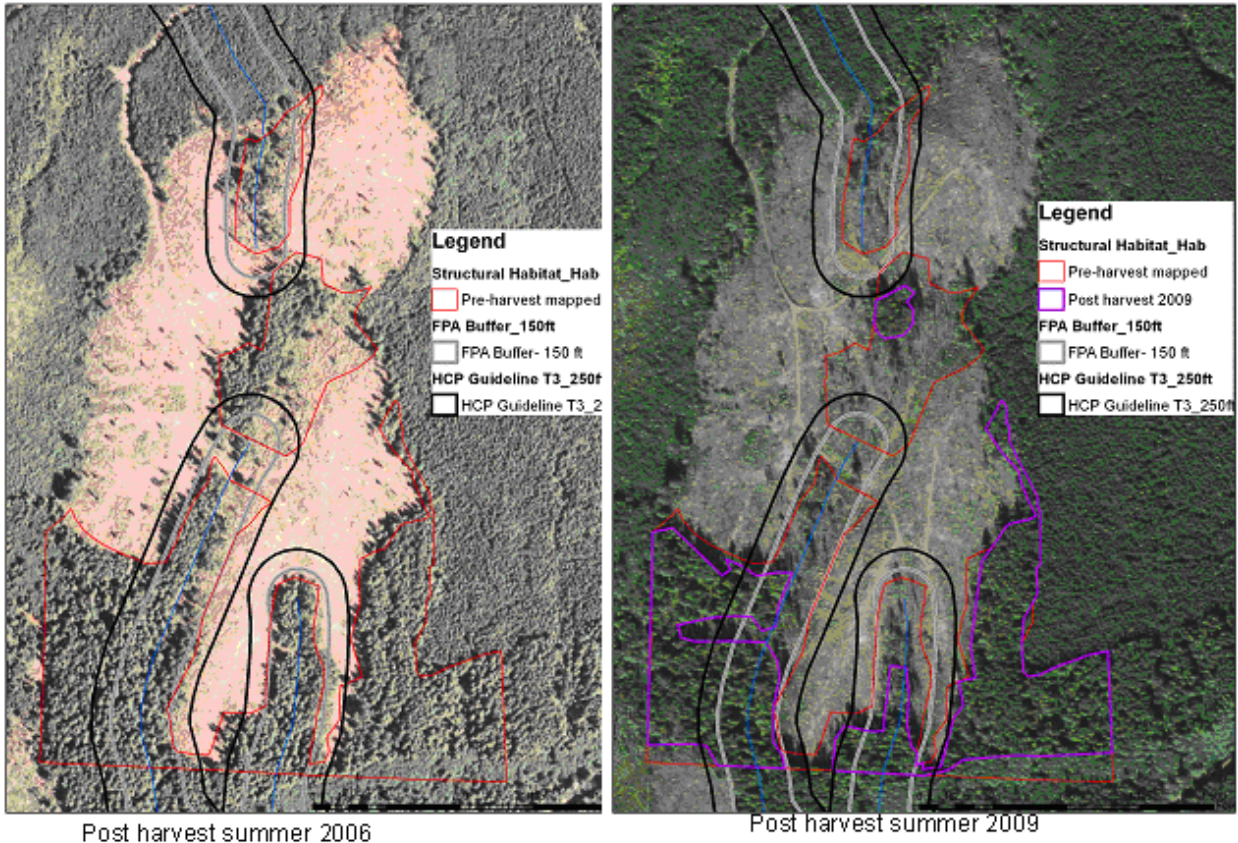 Legend
Structural Habitat_Hab
Pre-harvest mapped
FPA Buffer_150ft
FPA Buffer- 150 ft
HCP Guideline T3_250ft
HCP Guideline T3_2
Post harvest summer 2006
Legend
Structural Habitat_Hab
Pre-harvest mapped
Post harvest 2009
FPA Buffer_150ft
FPA Buffer- 150 ft
HCP Guideline T3_250ft
HCP Guideline T3_250ft
Post harvest summer 2009